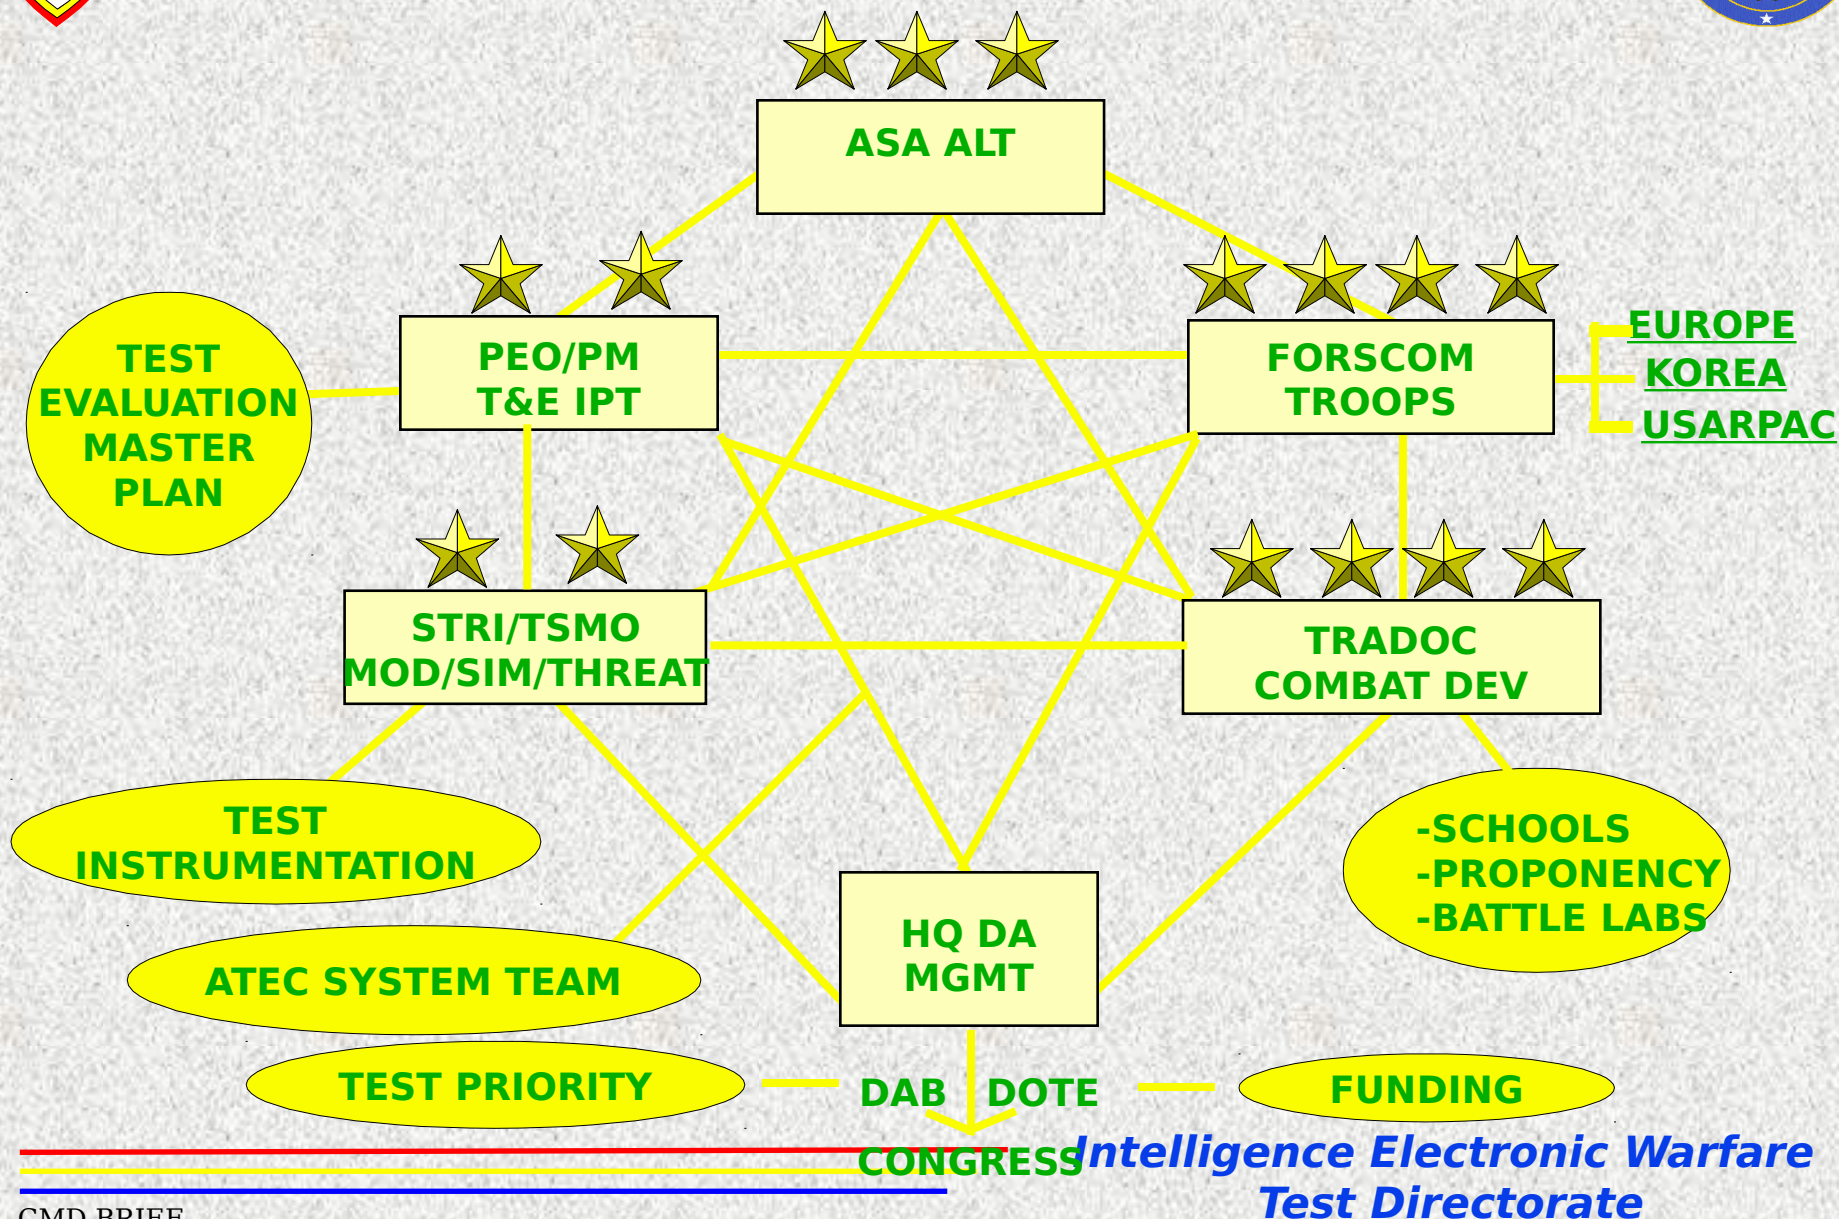 ASA ALT
PEO/PM
T&E IPT
FORSCOM
TROOPS
EUROPE
KOREA
USARPAC
TEST
EVALUATION
MASTER
PLAN
STRI/TSMO
MOD/SIM/THREAT
TRADOC
COMBAT DEV
TEST
INSTRUMENTATION
-SCHOOLS
-PROPONENCY
-BATTLE LABS
HQ DA
MGMT
ATEC SYSTEM TEAM
TEST PRIORITY
DAB DOTE
FUNDING
CONGRESS
Intelligence Electronic Warfare
Test Directorate
CMD BRIEF